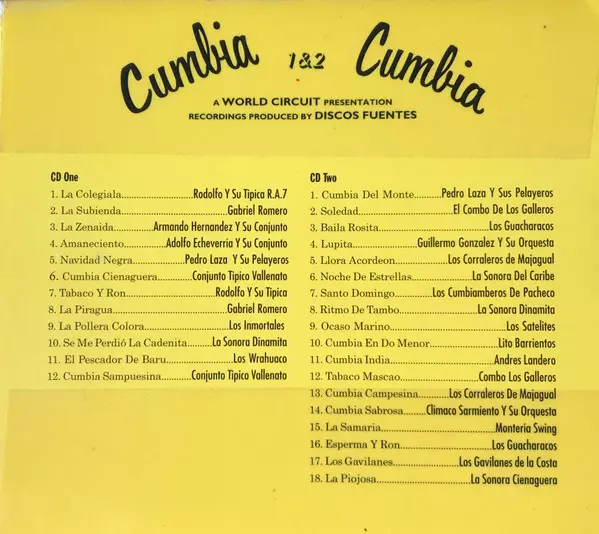 Cumbia 1&2 Cumbia
A WORLD CIRCUIT PRESENTATION
RECORDINGS PRODUCED BY DISCOS FUENTES
CD One
1. La Colegiala....................Rodolfo Y Su Tipica R.A.7
2. La Subienda....................Gabriel Romero
3. La Zenaida....................Armando Hernandez Y Su Conjunto
4. Amaneciento....................Adolfo Echeverria Y Su Conjunto
5. Navidad Negra....................Pedro Laza Y Su Pelayeros
6. Cumbia Cienaguera....................Conjunto Tipico Vallenato
7. Tabaco Y Ron....................Rodolfo Y Su Tipica
8. La Piragua....................Gabriel Romero
9. La Pollera Colora....................Los Inmortales
10. Se Me Perdió La Cadenita....................La Sonora Dinamita
11. El Pescador De Baru....................Los Wrahuaco
12. Cumbia Sampuesina....................Conjunto Tipico Vallenato
CD Two
1. Cumbia Del Monte....................Pedro Laza Y Sus Pelayeros
2. Soledad....................El Combo De Los Galleros
3. Baila Rosita....................Los Guacharacos
4. Lupita....................Guillermo Gonzalez Y Su Orquesta
5. Llora Acordeon....................Los Corraleros de Majagual
6. Noche De Estrellas....................La Sonora Del Caribe
7. Santo Domingo....................Los Cumbiamberos De Pacheco
8. Ritmo De Tambo....................La Sonora Dinamita
9. Ocaso Marino....................Los Satelites
10. Cumbia En Do Menor....................Lito Barrientos
11. Cumbia India....................Andres Landero
12. Tabaco Mascao....................Combo Los Galleros
13. Cumbia Campesina....................Los Corraleros De Majagual
14. Cumbia Sabrosa....................Climaco Sarmiento Y Su Orquesta
15. La Samaria....................Monteria Swing
16. Esperma Y Ron....................Los Guacharacos
17. Los Gavilanes....................Los Gavilanes de la Costa
18. La Piojosa....................La Sonora Cienaguera